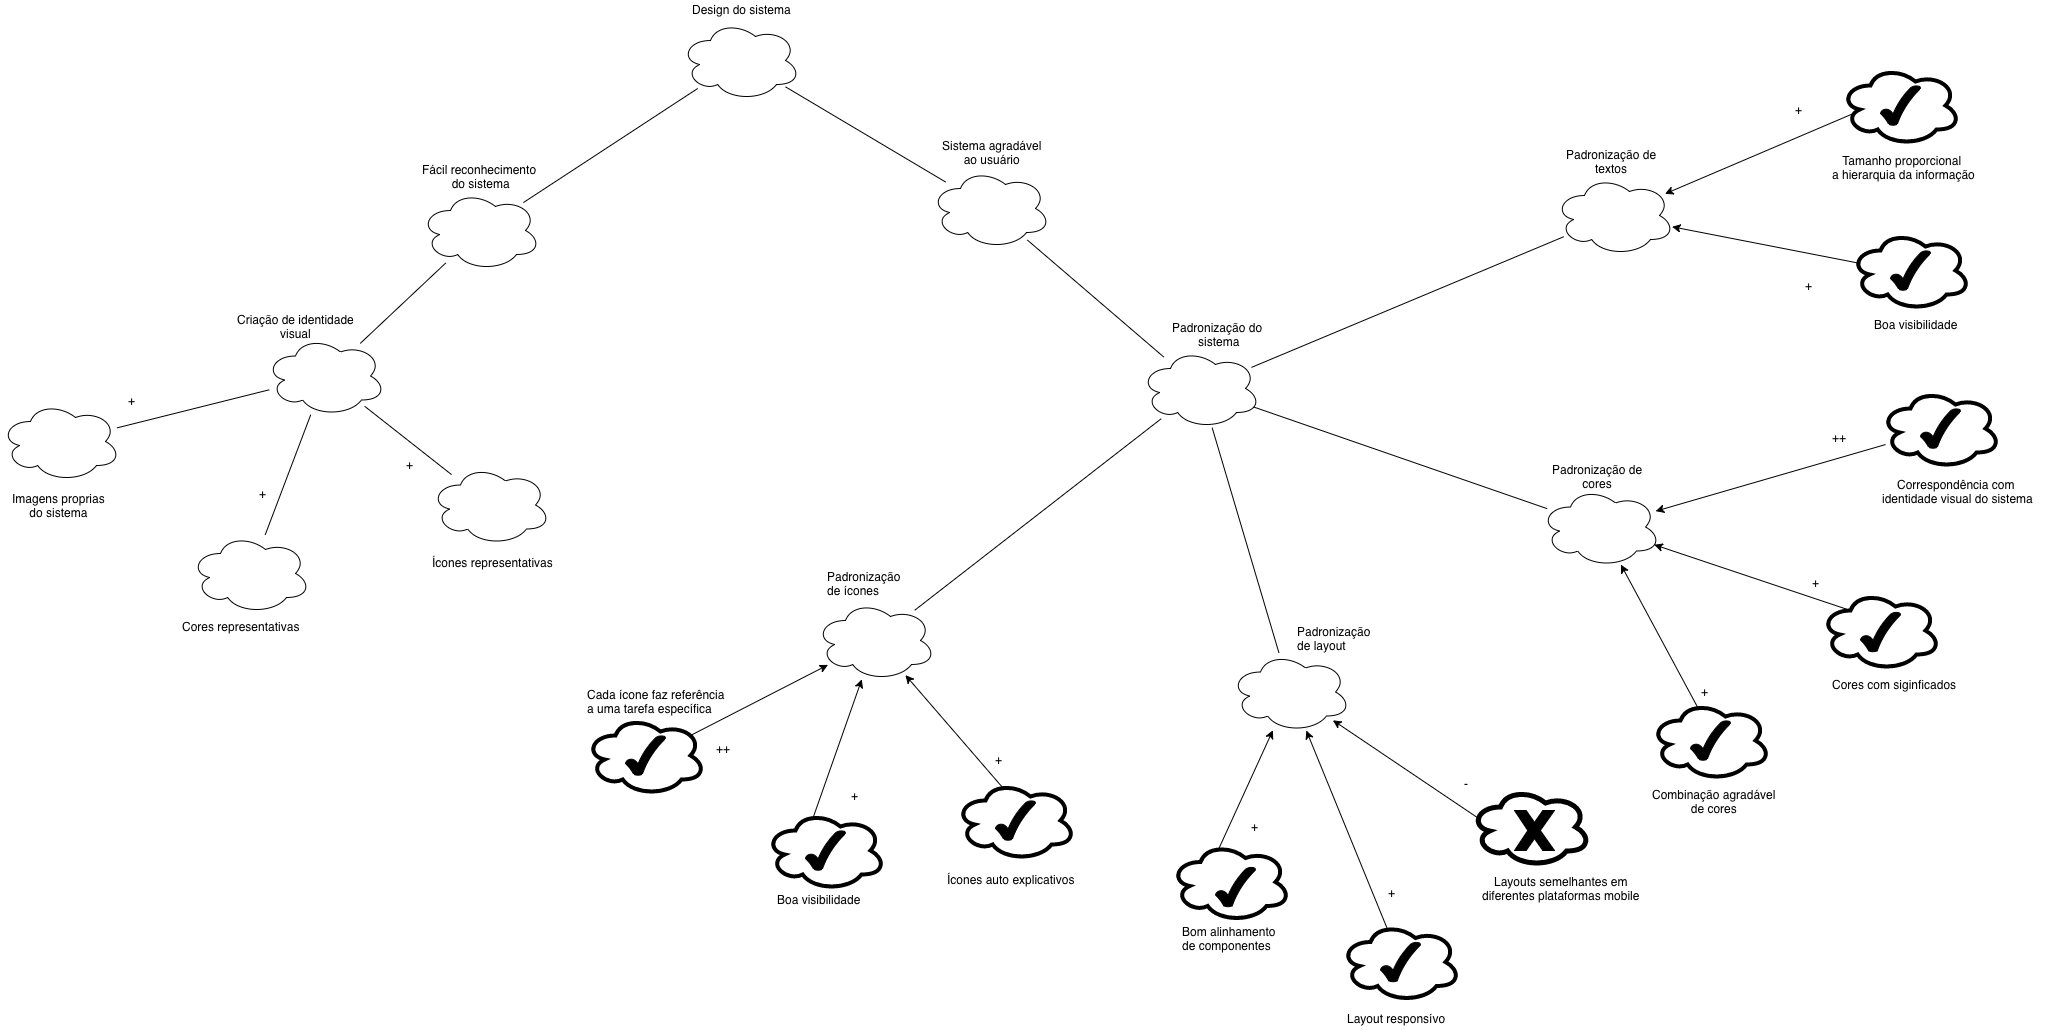 Design do sistema
Sistema agradável
ao usuário
Fácil reconhecimento
do sistema
Padronização de
textos
+
Tamanho proporcional
a hierarquia da informação
+
Boa visibilidade
Criação de identidade
visual
Padronização do
sistema
+
+
+
Imagens proprias
do sistema
Ícones representativas
Cores representativas
Padronização de
cores
++
Correspondência com
identidade visual do sistema
+
Cores com siginficados
+
Combinação agradável
de cores
Padronização
de ícones
Padronização
de layout
Cada ícone faz referência
a uma tarefa específica
++
+
Boa visibilidade
+
Ícones auto explicativos
-
X
Layouts semelhantes em
diferentes plataformas mobile
+
Bom alinhamento
de componentes
+
Layout responsívo